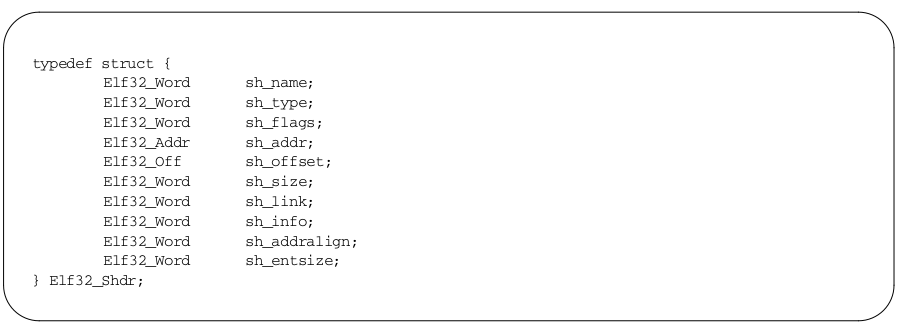 typedef struct {
Elf32_Word sh_name;
Elf32_Word sh_type;
Elf32_Word sh_flags;
Elf32_Addr sh_addr;
Elf32_Off sh_offset;
Elf32_Word sh_size;
Elf32_Word sh_link;
Elf32_Word sh_info;
Elf32_Word sh_addralign;
Elf32_Word sh_entsize;
} Elf32_Shdr;